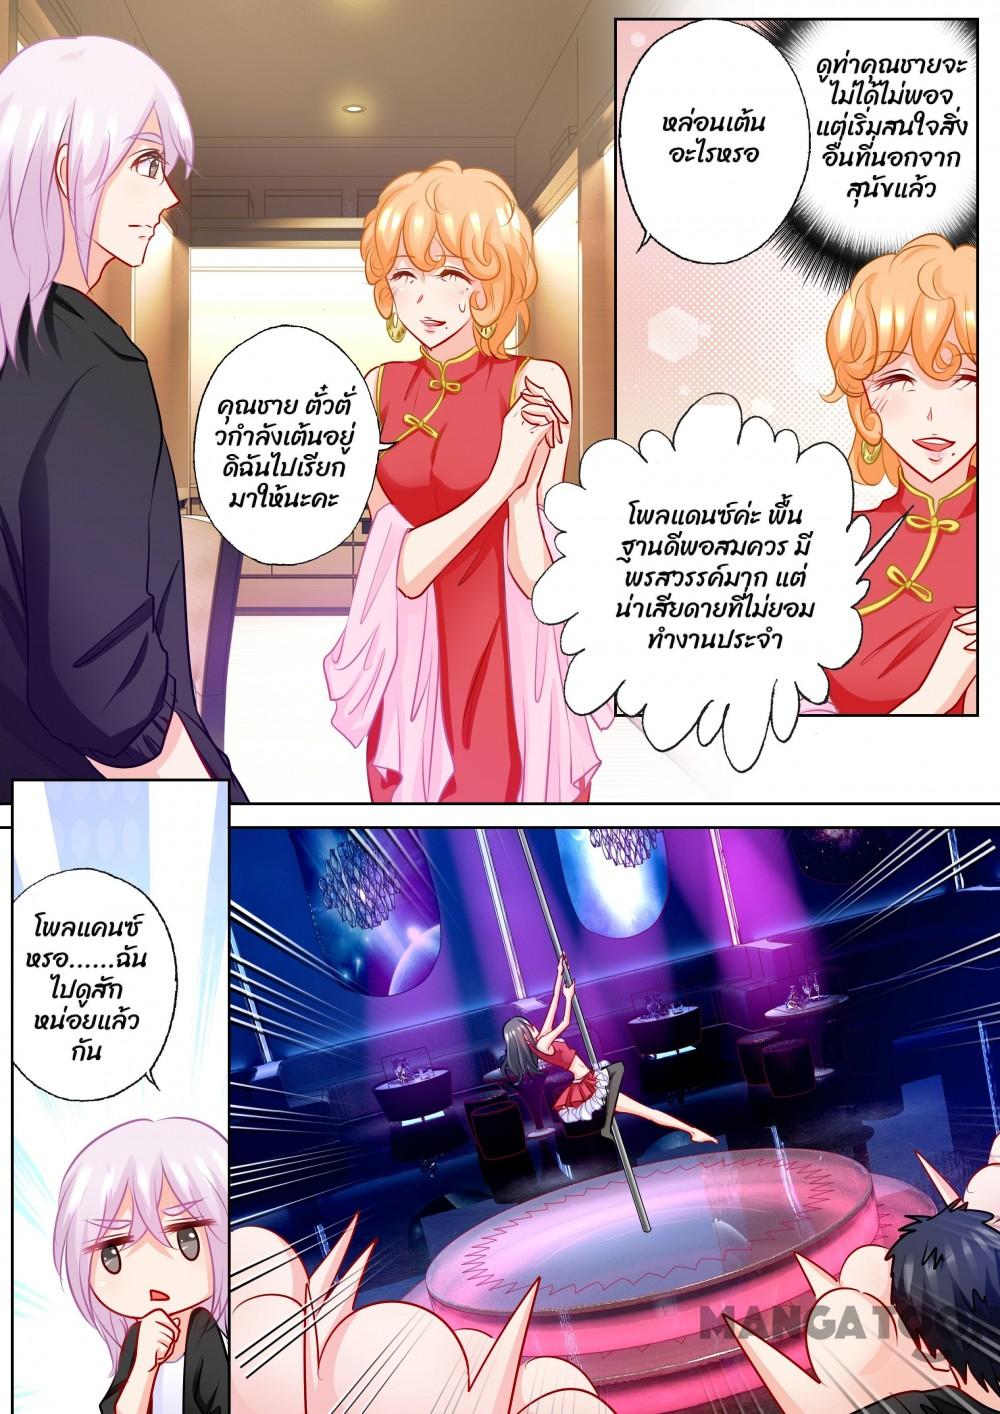 คุณชาย ตั๋วตั่
วกำลังเต้นอยู่
ดิฉันไปเรียก
มาให้นะคะ
หล่อนเต้น
อะไรหรอ
ดูท่าคุณชายจะ
ไม่ได้ไม่พอจ
แต่เริ่มสนใจสิ่ง
อื่นที่นอกจาก
สุนัขแล้ว
โพลแดนซ์ค่ะ พื้น
ฐานดีพอสมควร มี
พรสวรรค์มาก แต่
น่าเสียดายที่ไม่ยอม
ทำงานประจำ
โพลแคนซ์
หรอ......ฉัน
ไปดูสัก
หน่อยแล้ว
กัน
MANGATOON